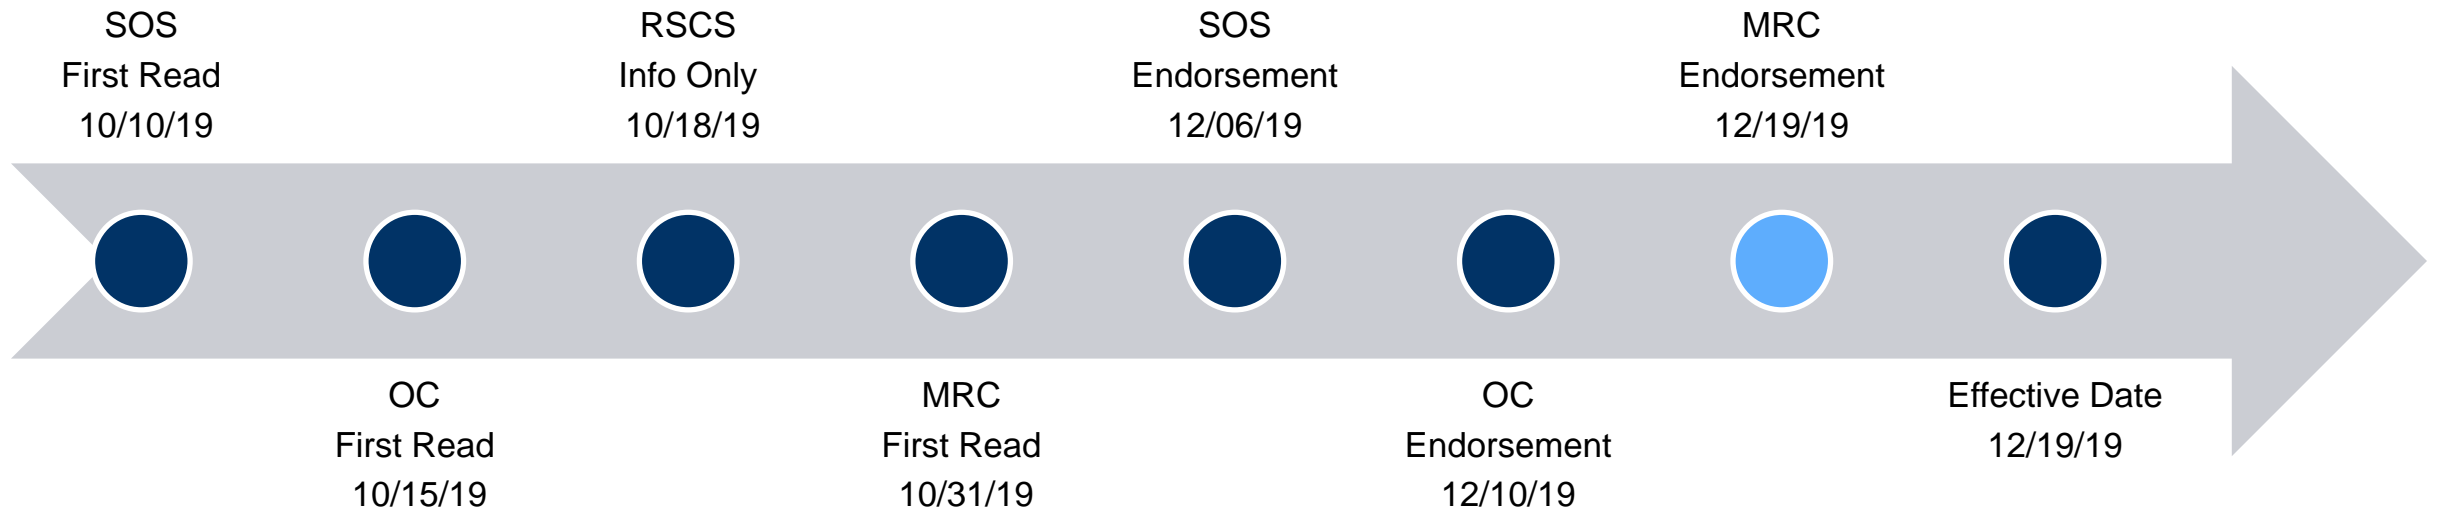 SOS
First Read
10/10/19
OC
First Read
10/15/19
RSCS
Info Only
10/18/19
MRC
First Read
10/31/19
SOS
Endorsement
12/06/19
OC
Endorsement
12/10/19
MRC
Endorsement
12/19/19
Effective Date
12/19/19